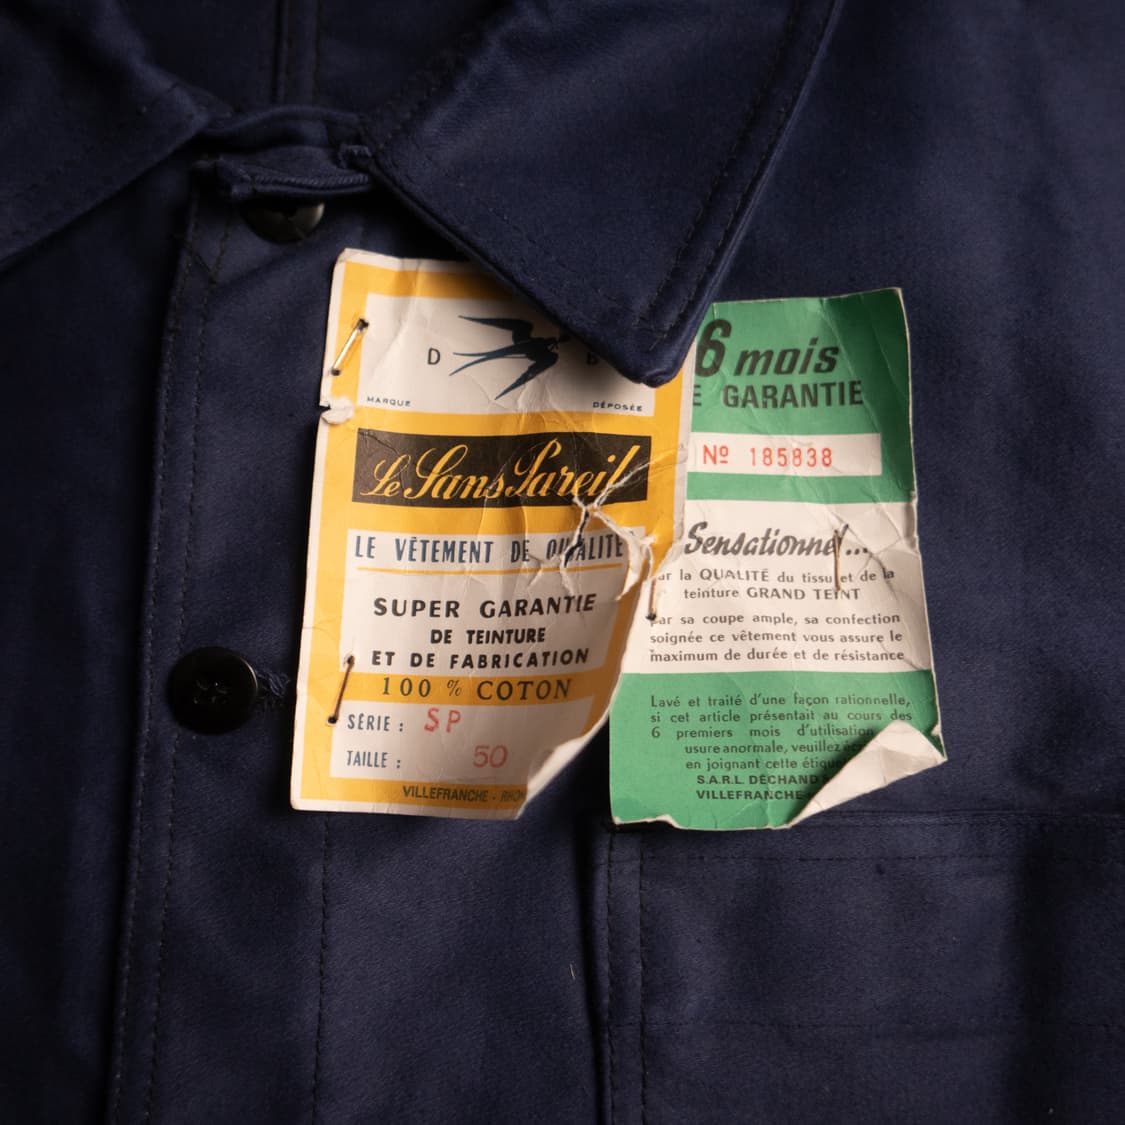 D B
MARQUE DÉPOSÉE
Le Sans Pareil
LE VÊTEMENT DE QUALITÉ
SUPER GARANTIE
DE TEINTURE
ET DE FABRICATION
100 % COTON
SÉRIE : SP
TAILLE : 50
VILLEFRANCHE - RHÔ
6 mois
E GARANTIE
Nº 185838
Sensationnel...
ar la QUALITÉ du tissu et de la
teinture GRAND TEINT
par sa coupe ample, sa confection
soignée ce vêtement vous assure le
maximum de durée et de résistance
Lavé et traité d'une façon rationnelle,
si cet article présentait au cours des
6 premiers mois d'utilisation
usure anormale, veuillez
en joignant cette
S.A.R.L DÉCHAND
VILLEFRANCHE